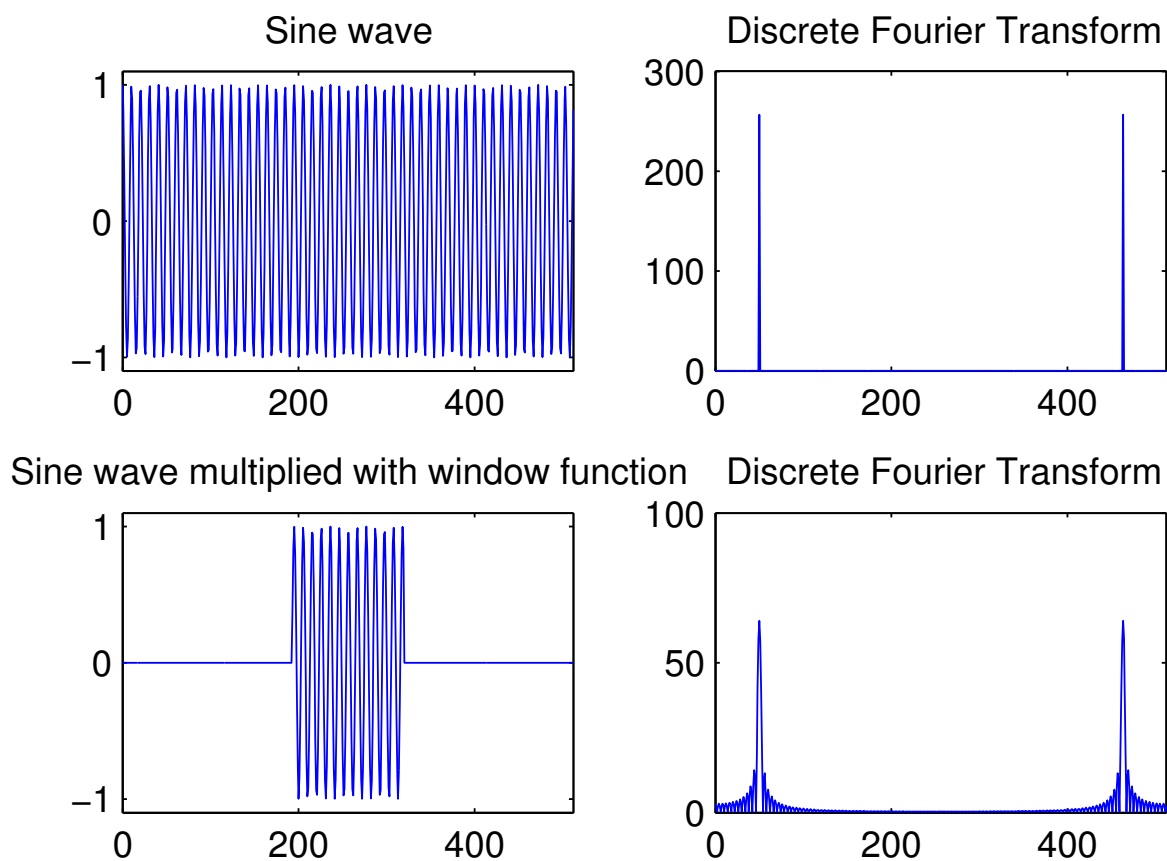 Sine wave
Discrete Fourier Transform
1
0
−1
0 200 400
300
200
100
0
0 200 400
Sine wave multiplied with window function
Discrete Fourier Transform
1
0
−1
0 200 400
100
50
0
0 200 400